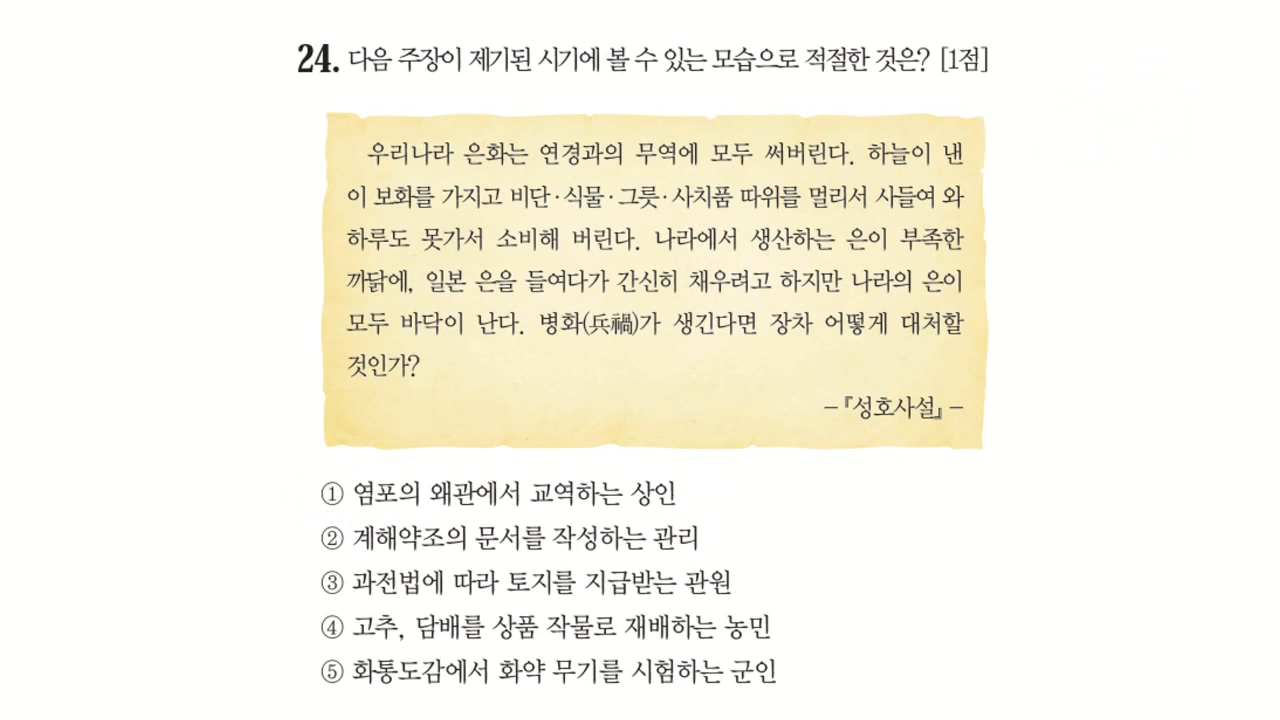 24. 다음 주장이 제기된 시기에 볼 수 있는 모습으로 적절한 것은? [1점]
우리나라 은화는 연경과의 무역에 모두 써버린다. 하늘이 낸
이 보화를 가지고 비단·식물·그릇·사치품 따위를 멀리서 사들여 와
하루도 못가서 소비해 버린다. 나라에서 생산하는 은이 부족한
까닭에, 일본 은을 들여다가 간신히 채우려고 하지만 나라의 은이
모두 바닥이 난다. 병화(兵禍)가 생긴다면 장차 어떻게 대처할
것인가?
-『성호사설』-
① 염포의 왜관에서 교역하는 상인
② 계해약조의 문서를 작성하는 관리
③ 과전법에 따라 토지를 지급받는 관원
④ 고추, 담배를 상품 작물로 재배하는 농민
⑤ 화통도감에서 화약 무기를 시험하는 군인